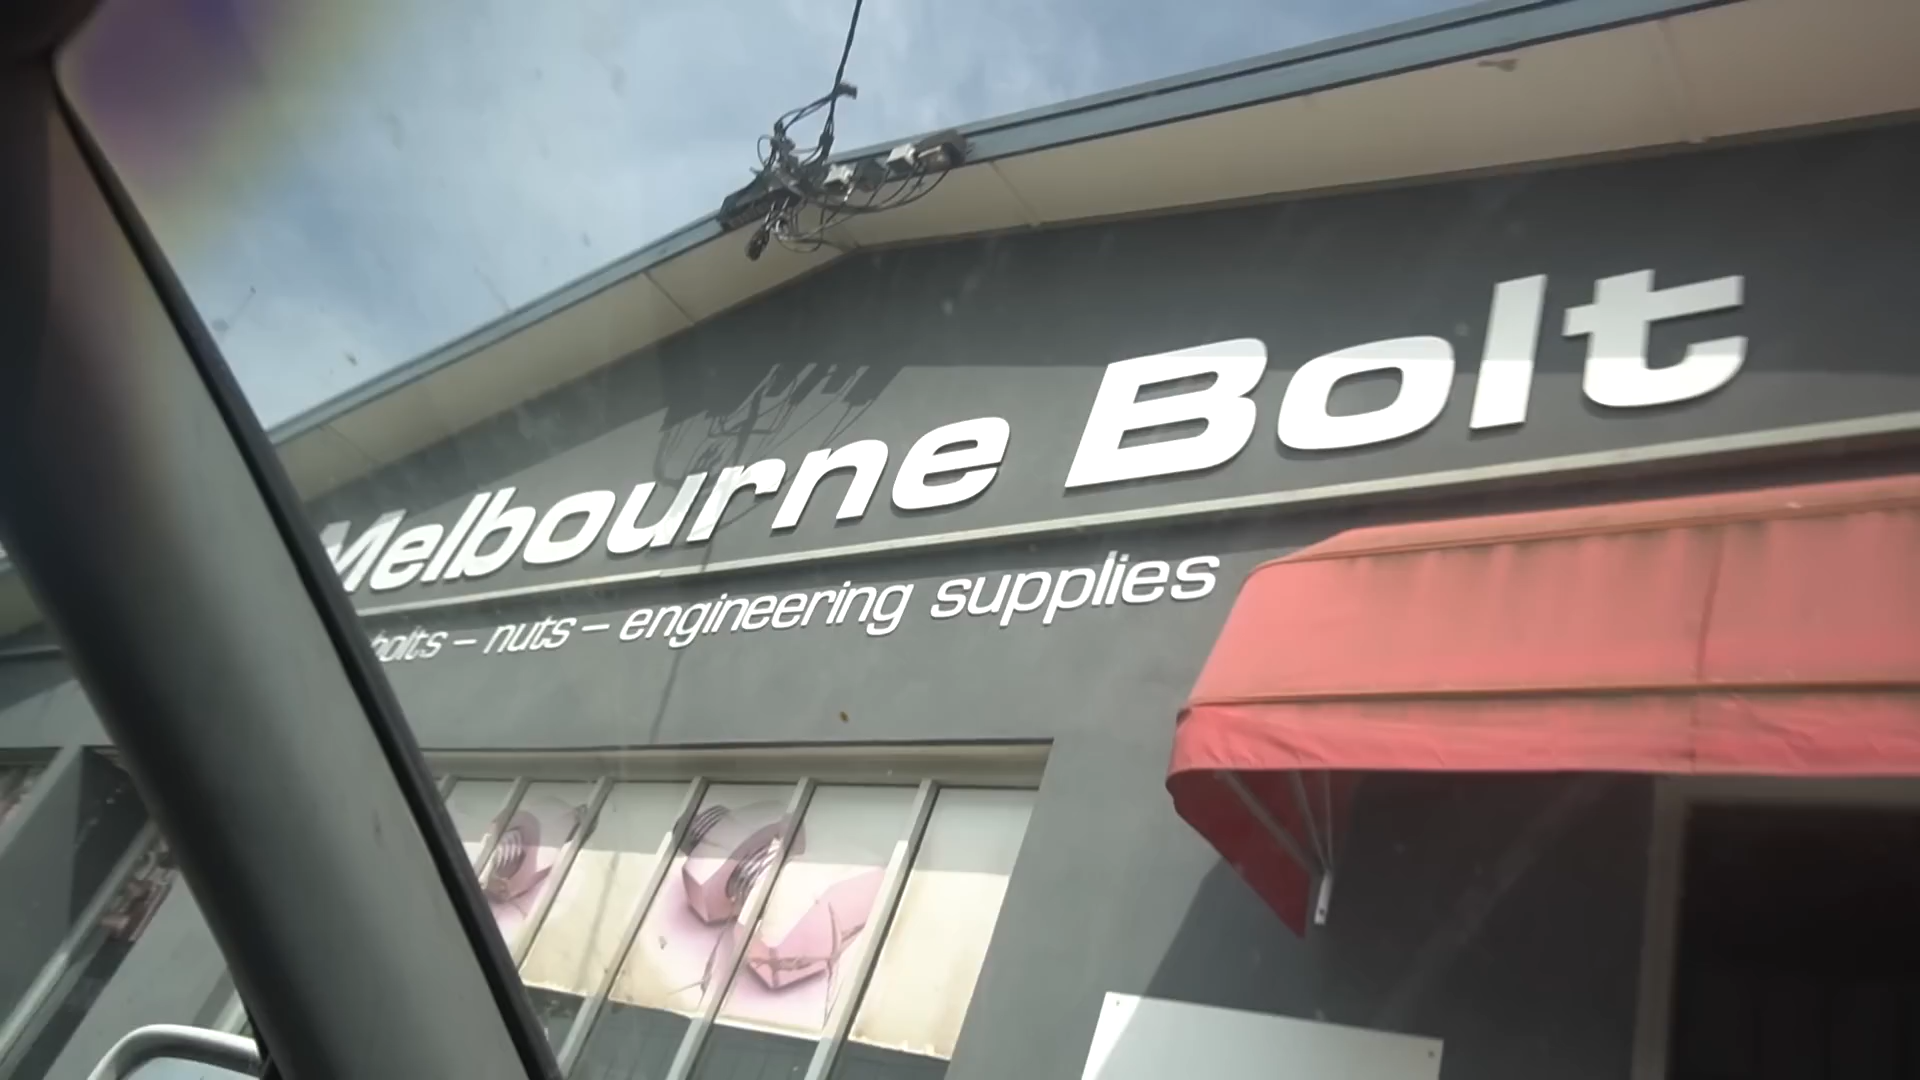 Melbourne Bolt
bolts – nuts – engineering supplies